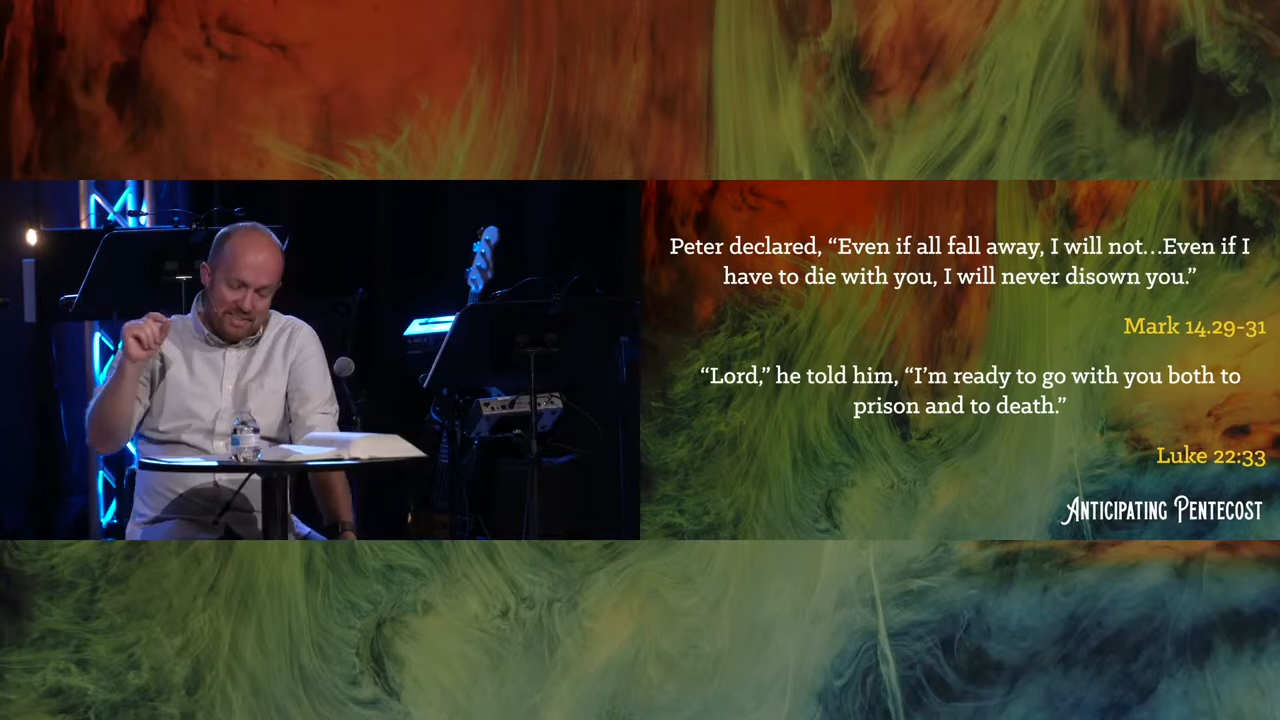 Peter declared, “Even if all fall away, I will not...Even if I
have to die with you, I will never disown you.”
Mark 14.29-31
“Lord,” he told him, “I’m ready to go with you both to
prison and to death.”
Luke 22:33
Anticipating Pentecost